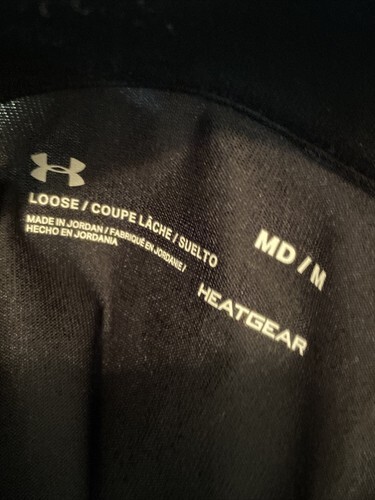 LOOSE / COUPE LÂCHE / SUELTO
MADE IN JORDAN / FABRIQUÉ EN JORDANIE /
HECHO EN JORDANIA
MD / M
HEATGEAR